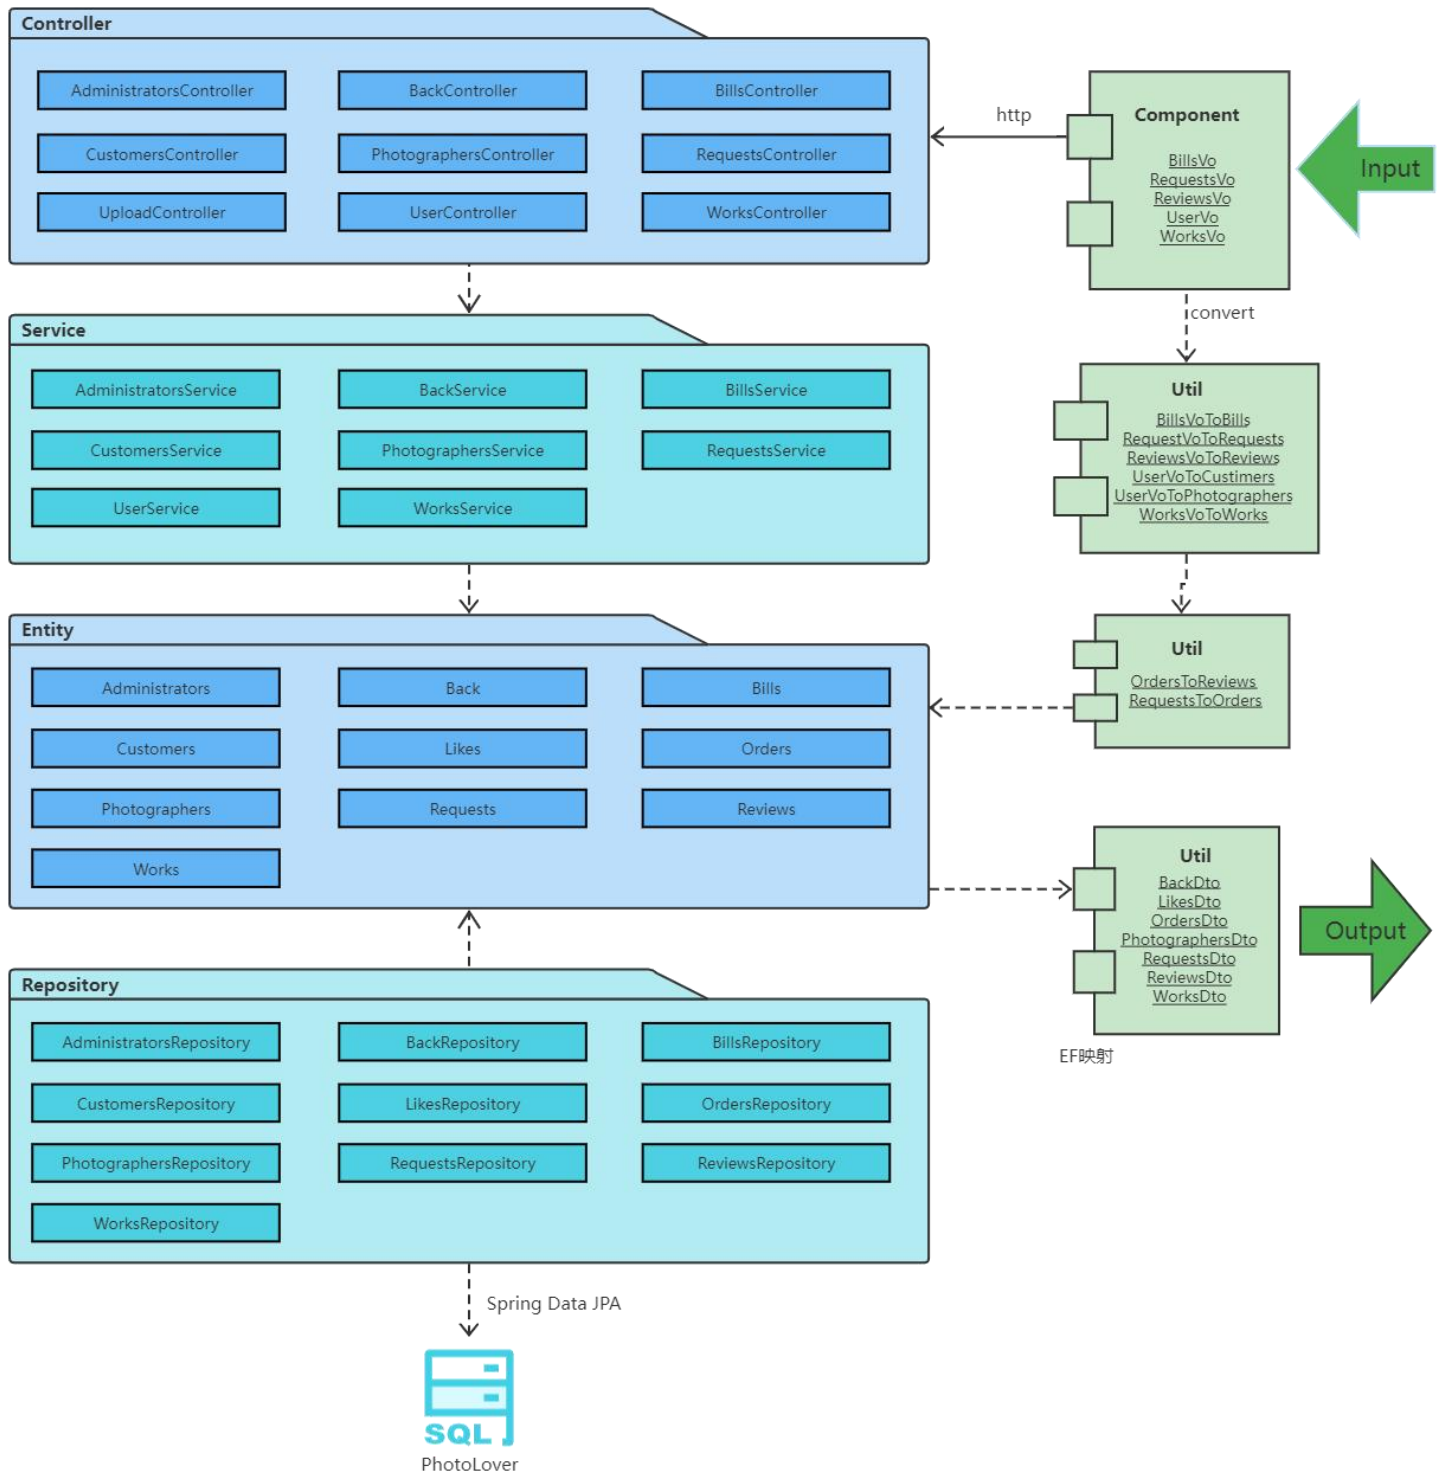 Controller
AdministratorsController
BackController
BillsController
CustomersController
PhotographersController
RequestsController
UploadController
UserController
WorksController
http
Component
BillsVo
RequestsVo
ReviewsVo
UserVo
WorksVo
Input
convert
Service
AdministratorsService
BackService
BillsService
CustomersService
PhotographersService
RequestsService
UserService
WorksService
Util
BillsVoToBills
RequestVoToRequests
ReviewsVoToReviews
UserVoToCustimers
UserVoToPhotographers
WorksVoToWorks
Entity
Administrators
Back
Bills
Customers
Likes
Orders
Photographers
Requests
Reviews
Works
Util
OrdersToReviews
RequestsToOrders
Util
BackDto
LikesDto
OrdersDto
PhotographersDto
RequestsDto
ReviewsDto
WorksDto
Output
EF映射
Repository
AdministratorsRepository
BackRepository
BillsRepository
CustomersRepository
LikesRepository
OrdersRepository
PhotographersRepository
RequestsRepository
ReviewsRepository
WorksRepository
Spring Data JPA
SQL
PhotoLover